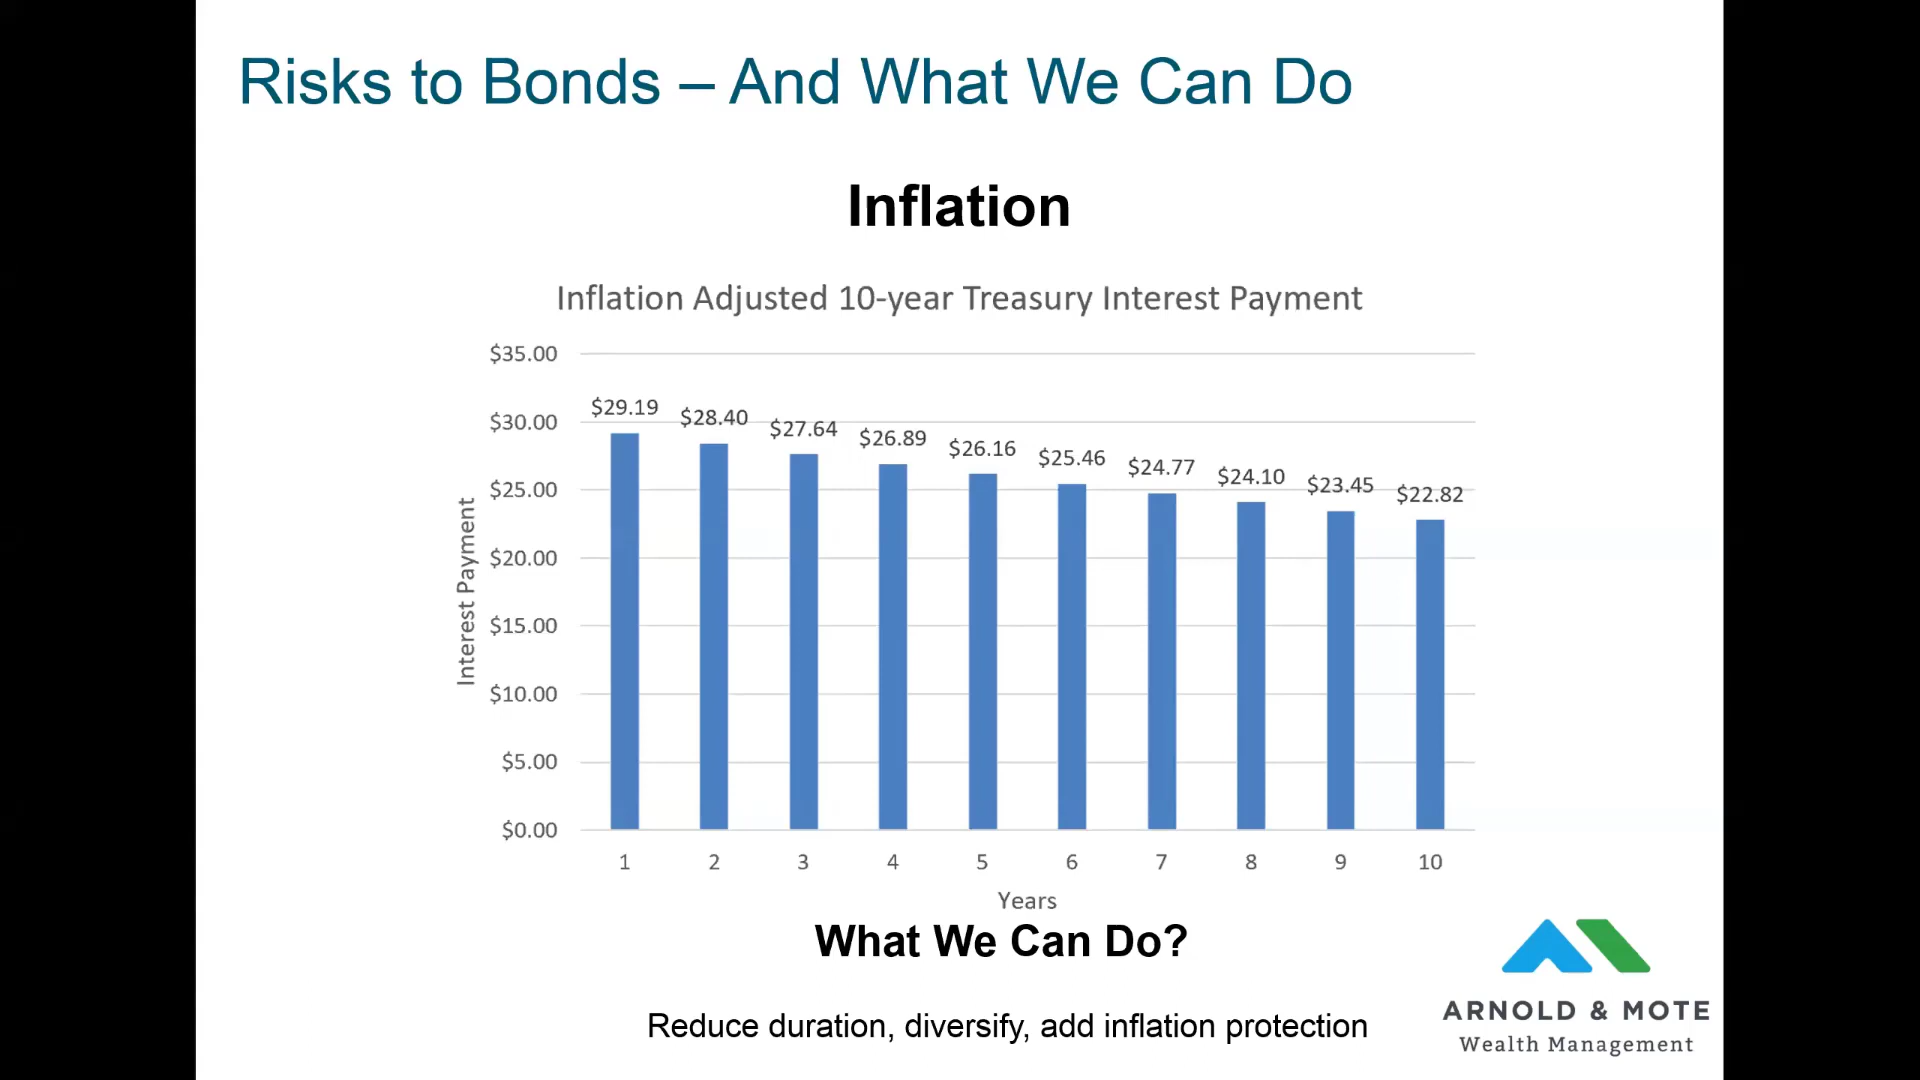 Risks to Bonds – And What We Can Do
Inflation
Inflation Adjusted 10-year Treasury Interest Payment
$35.00
$30.00
$25.00
$20.00
$15.00
$10.00
$5.00
$0.00
Interest Payment
$29.19
$28.40
$27.64
$26.89
$26.16
$25.46
$24.77
$24.10
$23.45
$22.82
1 2 3 4 5 6 7 8 9 10
Years
What We Can Do?
Reduce duration, diversify, add inflation protection
ARNOLD & MOTE
Wealth Management